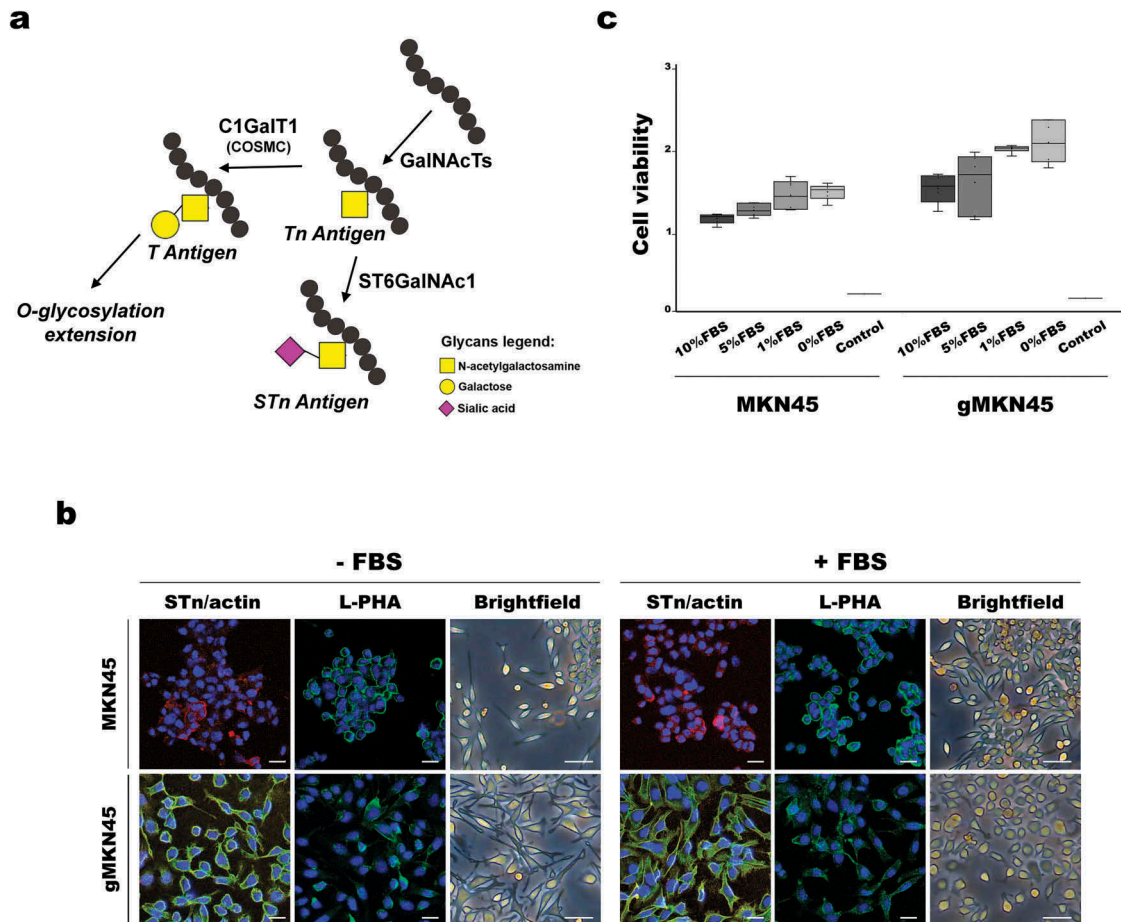 a
C1GalT1
(COSMC)
GalNAcTs
T Antigen
Tn Antigen
O-glycosylation
extension
ST6GalNAc1
STn Antigen
Glycans legend:
N-acetylgalactosamine
Galactose
Sialic acid
c
Cell viability
3
2
1
0
10%FBS
5%FBS
1%FBS
0%FBS
Control
10%FBS
5%FBS
1%FBS
0%FBS
Control
MKN45
gMKN45
b
- FBS
+ FBS
STn/actin
L-PHA
Brightfield
STn/actin
L-PHA
Brightfield
MKN45
gMKN45